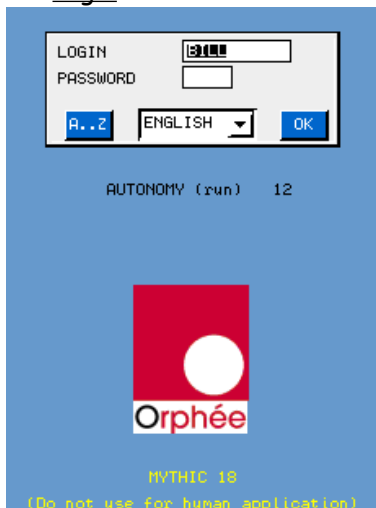 LOGIN BILL
PASSWORD
A..Z ENGLISH OK
AUTONOMY (run) 12
Orphée
MYTHIC 18
(Do not use for human application)